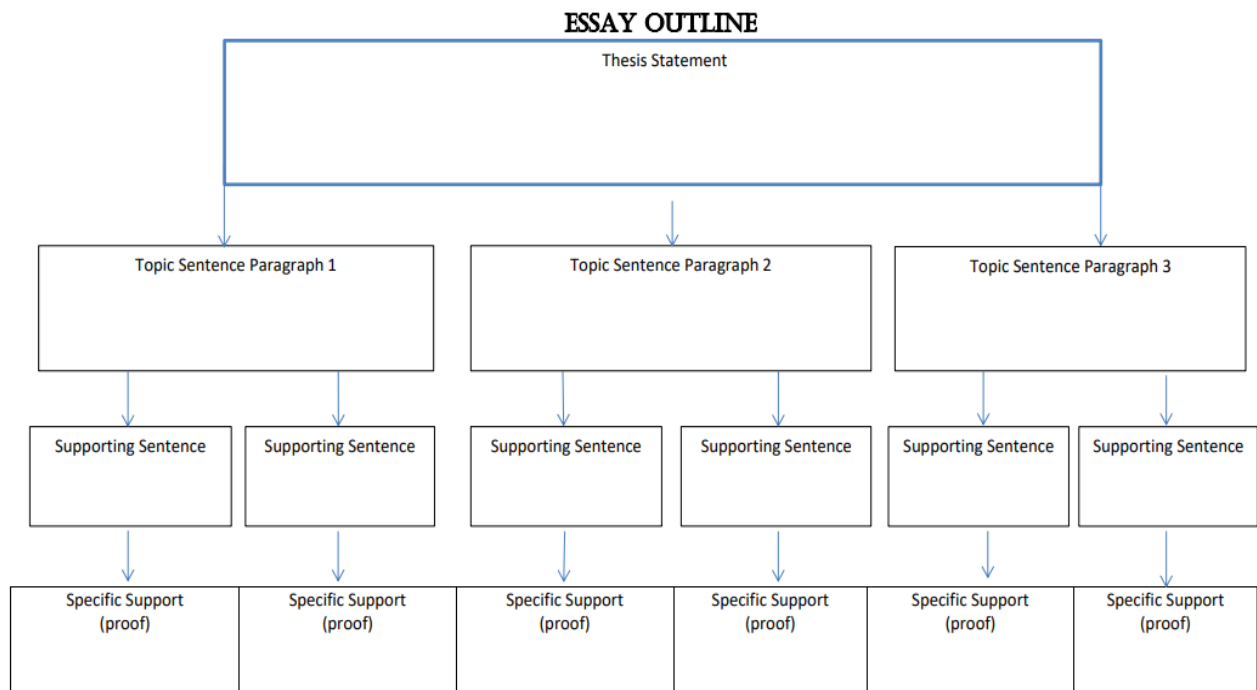 ESSAY OUTLINE
Thesis Statement
Topic Sentence Paragraph 1
Topic Sentence Paragraph 2
Topic Sentence Paragraph 3
Supporting Sentence
Supporting Sentence
Supporting Sentence
Supporting Sentence
Supporting Sentence
Supporting Sentence
Specific Support
(proof)
Specific Support
(proof)
Specific Support
(proof)
Specific Support
(proof)
Specific Support
(proof)
Specific Support
(proof)